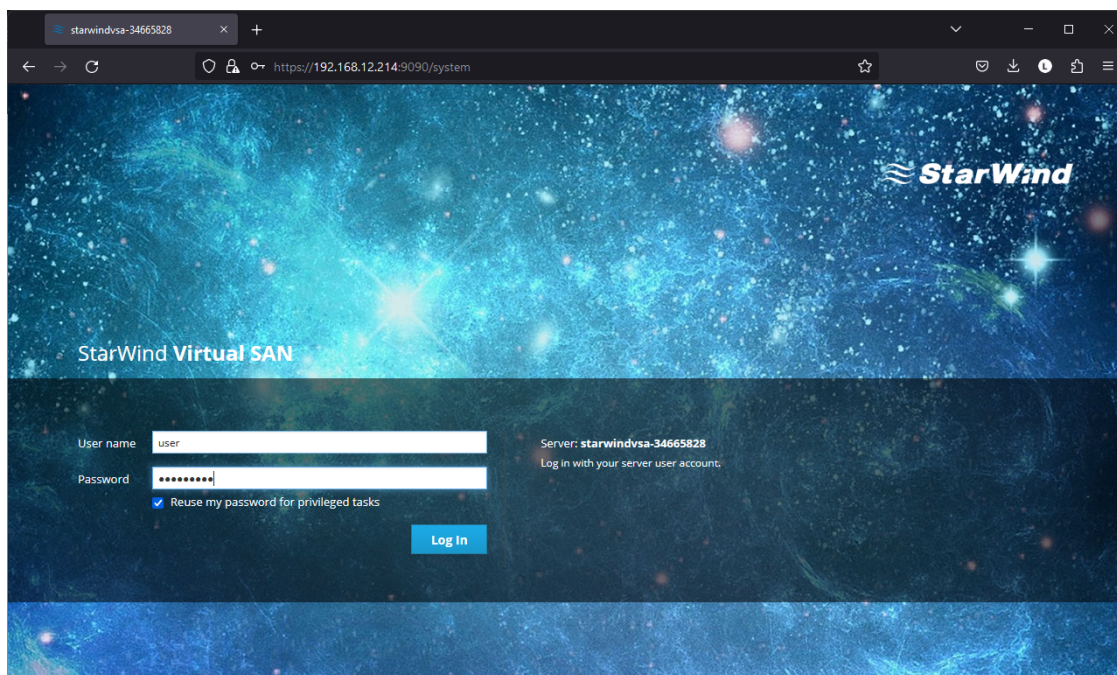 starwindvsa-34665828
https://192.168.12.214:9090/system
L
StarWind
StarWind Virtual SAN
User name
user
Server: starwindvsa-34665828
Log in with your server user account.
Password
Reuse my password for privileged tasks
Log In